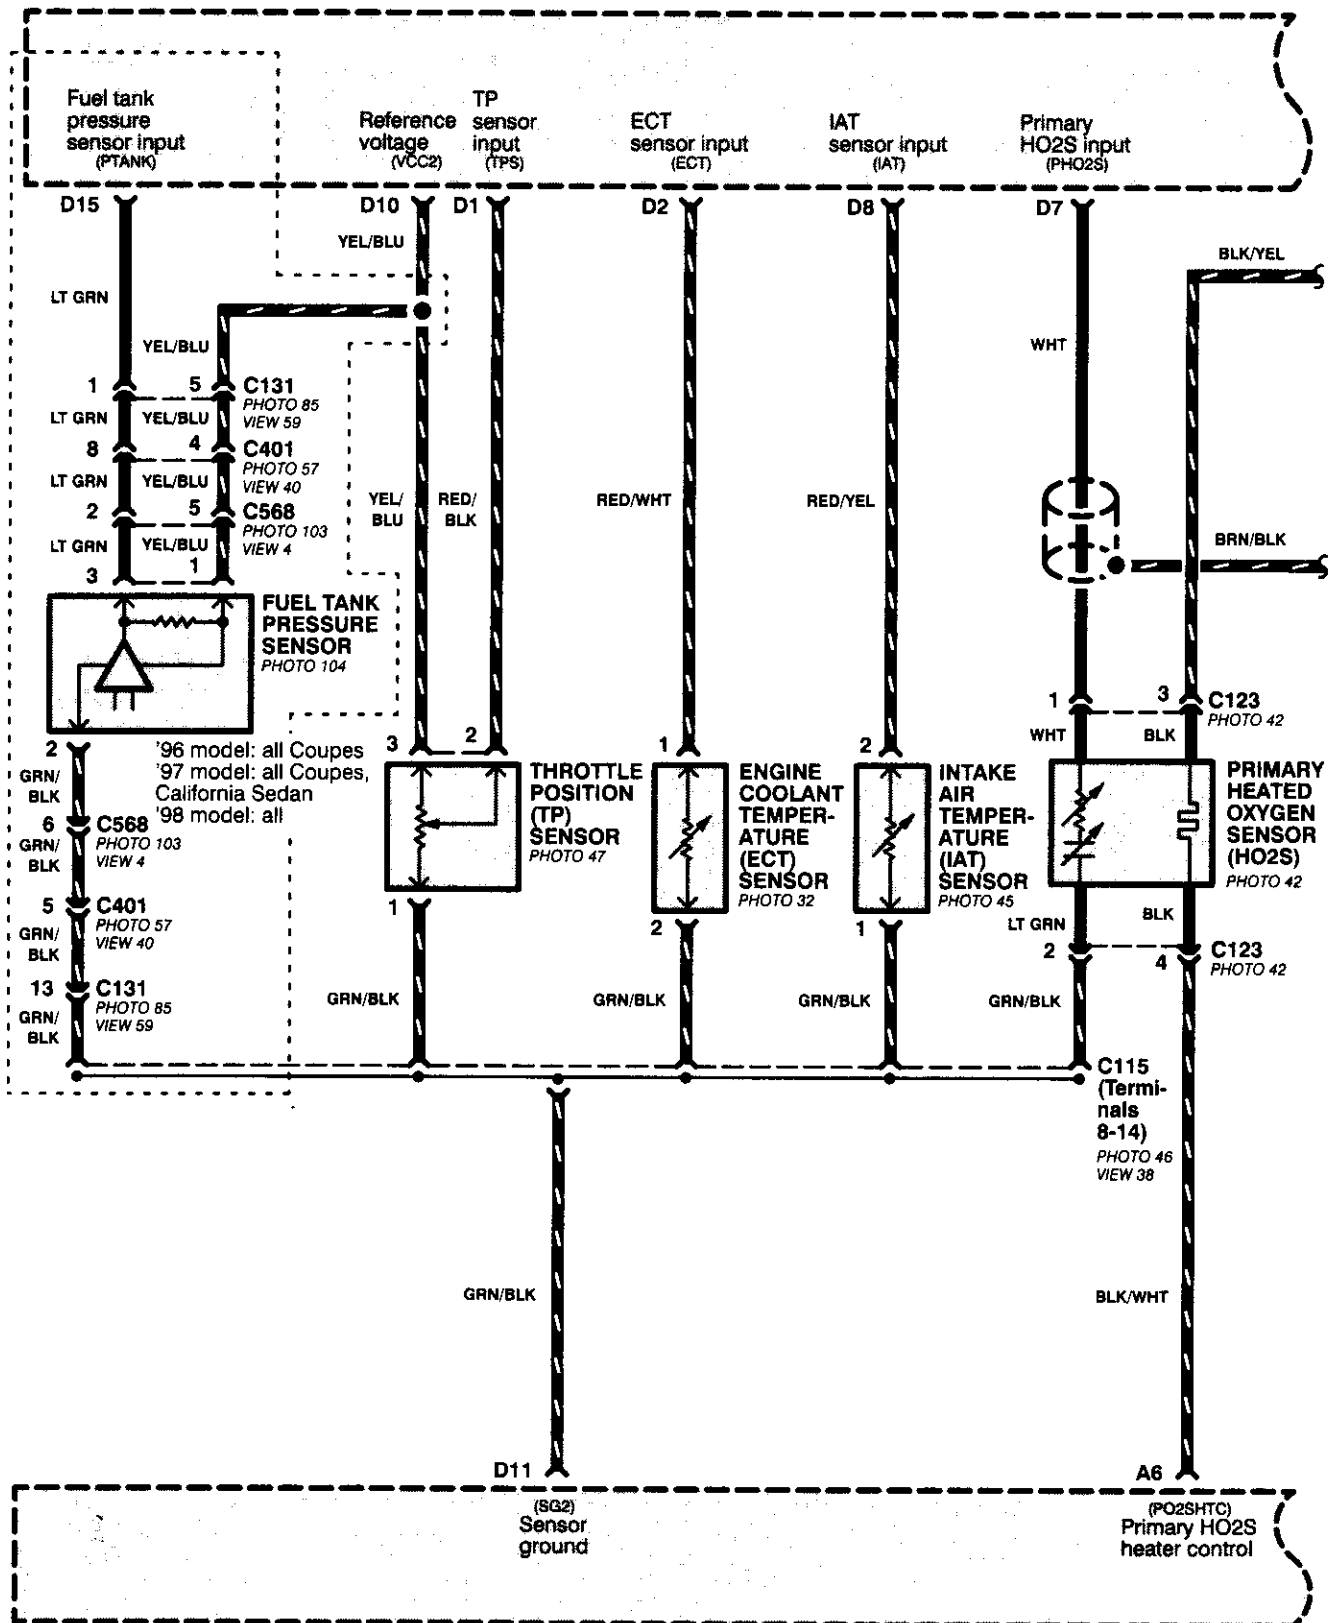 Fuel tank
pressure
sensor input
(PTANK)
Reference
voltage
(VCC2)
TP
sensor
input
(TPS)
ECT
sensor input
(ECT)
IAT
sensor input
(IAT)
Primary
HO2S input
(PHO2S)
D15
D10
D1
D2
D8
D7
YEL/BLU
BLK/YEL
LT GRN
YEL/BLU
WHT
1
5
C131
PHOTO 85
VIEW 59
LT GRN
YEL/BLU
8
4
C401
PHOTO 57
VIEW 40
LT GRN
YEL/BLU
2
5
C568
PHOTO 103
VIEW 4
LT GRN
YEL/BLU
3
1
YEL/
BLU
RED/
BLK
RED/WHT
RED/YEL
BRN/BLK
FUEL TANK
PRESSURE
SENSOR
PHOTO 104
1
3
C123
PHOTO 42
WHT
BLK
2
'96 model: all Coupes
'97 model: all Coupes,
California Sedan
'98 model: all
3
2
1
2
THROTTLE
POSITION
(TP)
SENSOR
PHOTO 47
ENGINE
COOLANT
TEMPER-
ATURE
(ECT)
SENSOR
PHOTO 32
INTAKE
AIR
TEMPER-
ATURE
(IAT)
SENSOR
PHOTO 45
PRIMARY
HEATED
OXYGEN
SENSOR
(HO2S)
PHOTO 42
GRN/
BLK
6
C568
PHOTO 103
VIEW 4
GRN/
BLK
5
C401
PHOTO 57
VIEW 40
GRN/
BLK
13
C131
PHOTO 85
VIEW 59
GRN/
BLK
1
2
1
LT GRN
BLK
2
4
C123
PHOTO 42
GRN/BLK
GRN/BLK
GRN/BLK
GRN/BLK
C115
(Termi-
nals
8-14)
PHOTO 46
VIEW 38
GRN/BLK
BLK/WHT
D11
A6
(SG2)
Sensor
ground
(PO2SHTC)
Primary HO2S
heater control